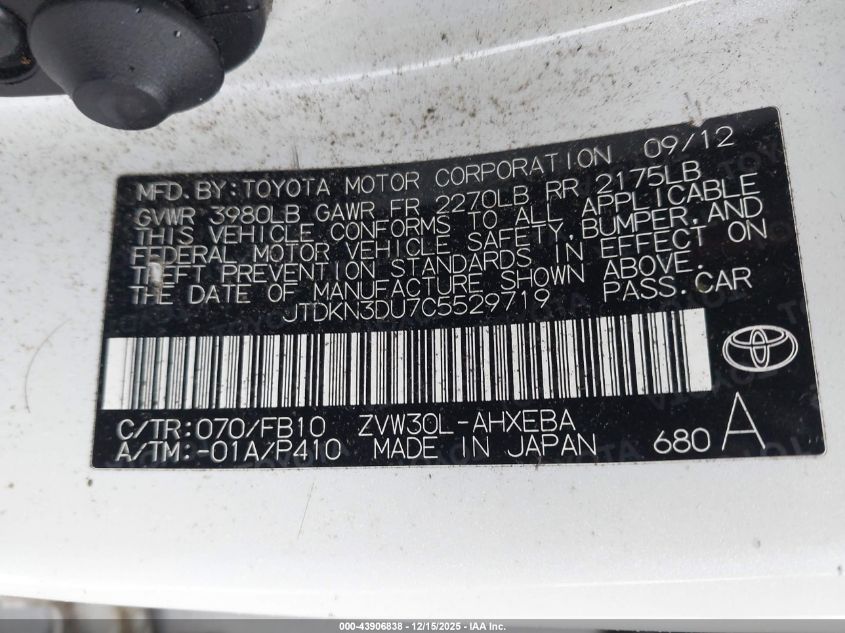 MFD. BY: TOYOTA MOTOR CORPORATION 09/12
GVWR 3980LB GAWR FR 2270LB RR 2175LB
THIS VEHICLE CONFORMS TO ALL APPLICABLE
FEDERAL MOTOR VEHICLE SAFETY, BUMPER, AND
THEFT PREVENTION STANDARDS IN EFFECT ON
THE DATE OF MANUFACTURE SHOWN ABOVE.
JTDKN3DU7C5529719 PASS. CAR
C/TR: 070/FB10 ZVW30L-AHXEBA
A/TM: -01A/P410 MADE IN JAPAN 680 A
000-43906838 - 12/15/2025 - IAA Inc.